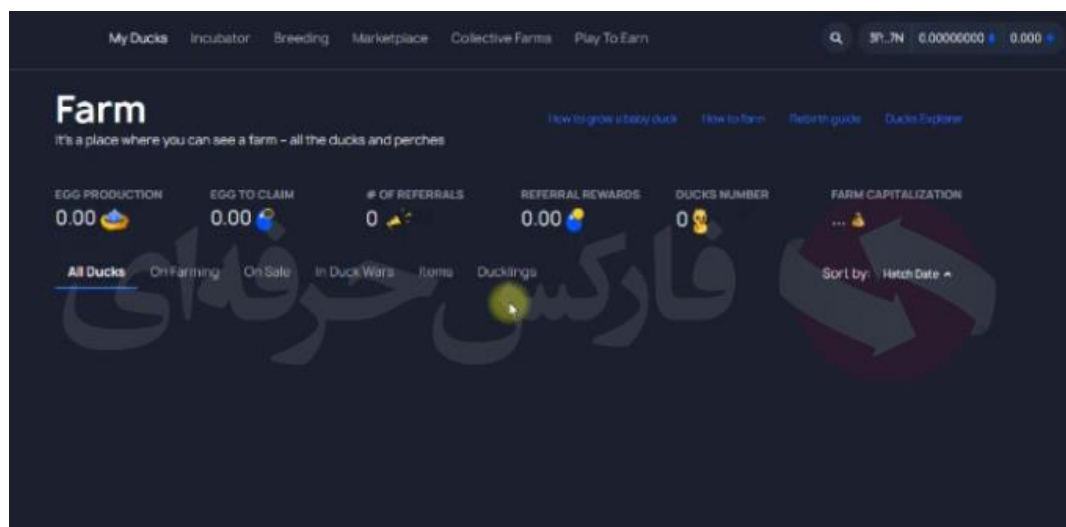 My Ducks Incubator Breeding Marketplace Collective Farms Play To Earn 3P..7N 0.00000000 0.000
Farm
It's a place where you can see a farm – all the ducks and perches
How to grow a baby duck How to farm Rebirth guide Ducks Explorer
EGG PRODUCTION EGG TO CLAIM # OF REFERRALS REFERRAL REWARDS DUCKS NUMBER FARM CAPITALIZATION
0.00 0.00 0 0.00 0 ...
All Ducks On Farming On Sale In Duck Wars Items Ducklings Sort by: Hatch Date
فارکس حرفه‌ای